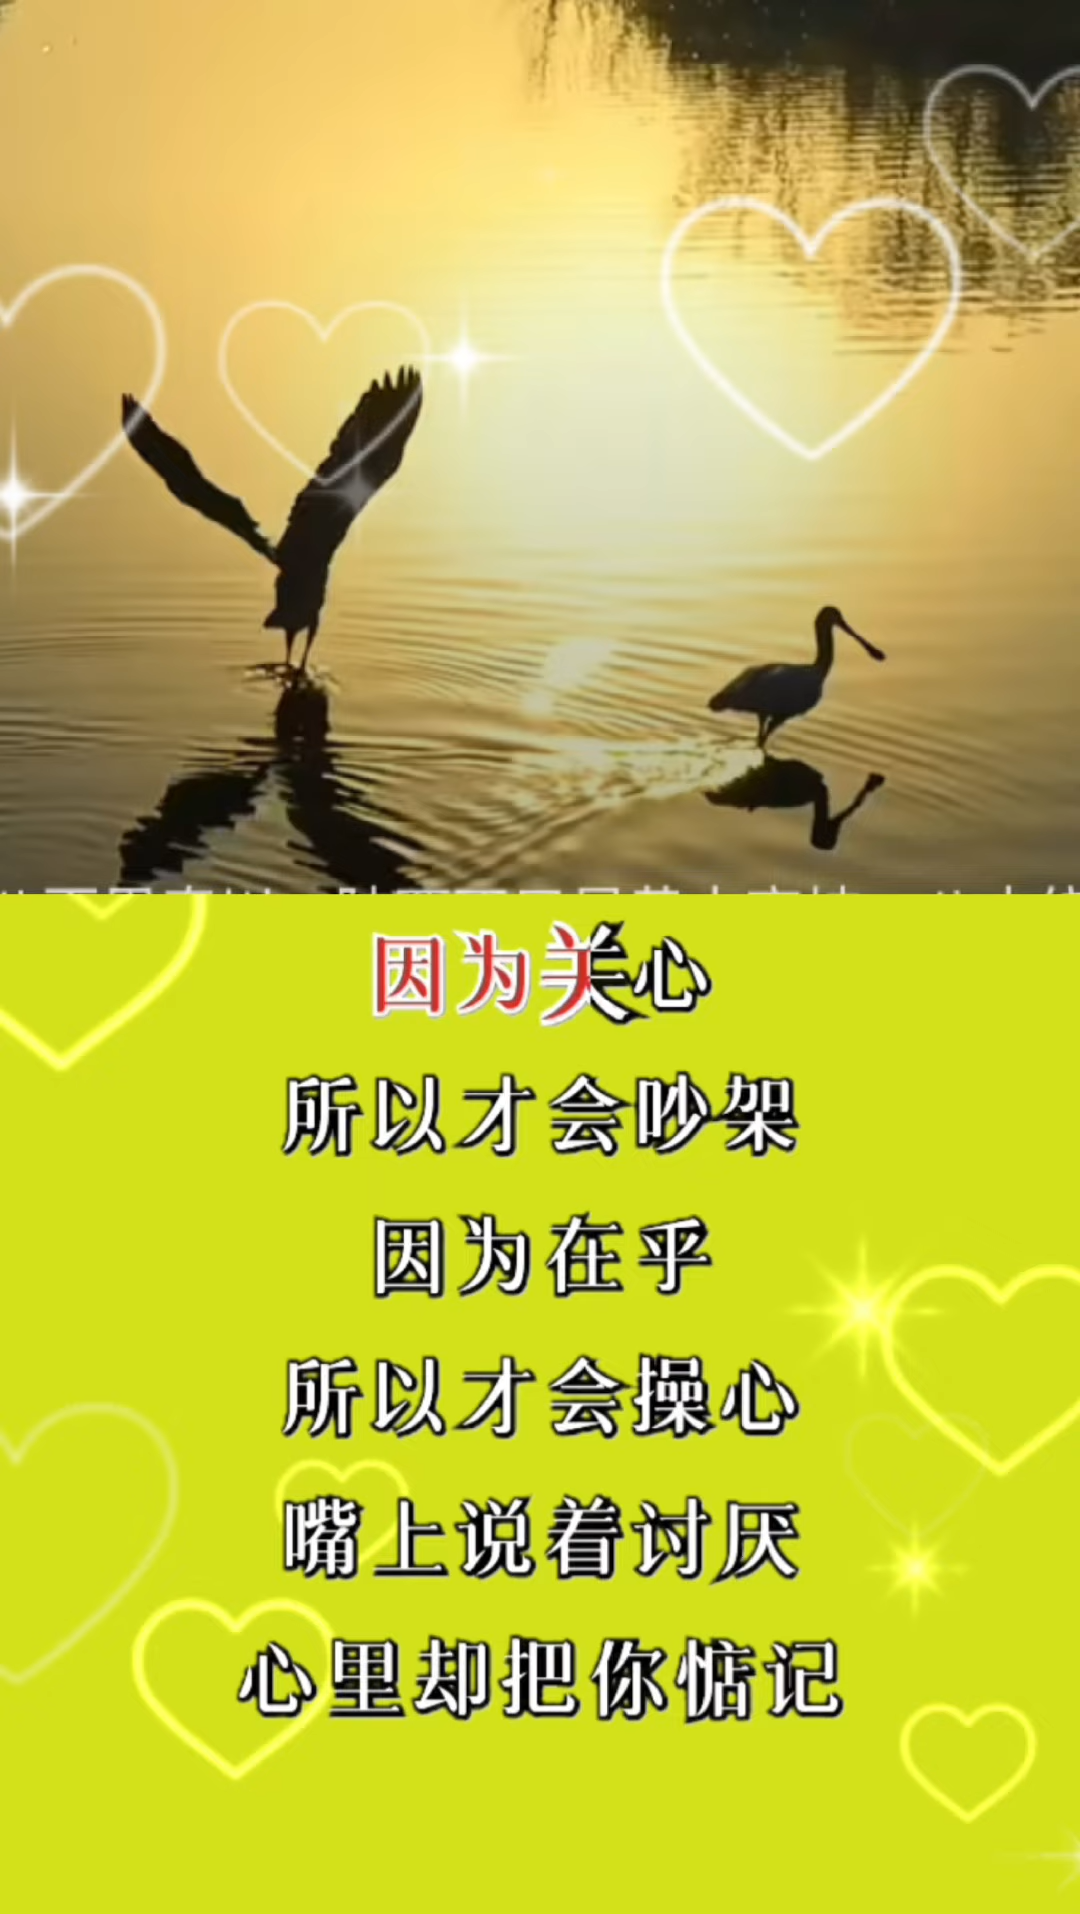 因为关心
所以才会吵架
因为在乎
所以才会操心
嘴上说着讨厌
心里却把你惦记